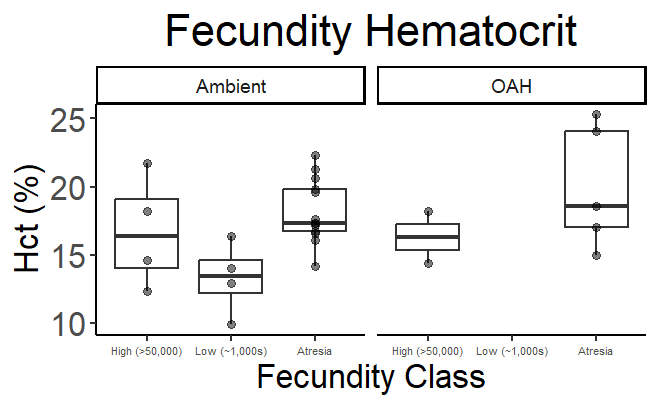 Fecundity Hematocrit
Ambient
OAH
Hct (%)
25
20
15
10
High (>50,000)
Low (~1,000s)
Atresia
High (>50,000)
Low (~1,000s)
Atresia
Fecundity Class